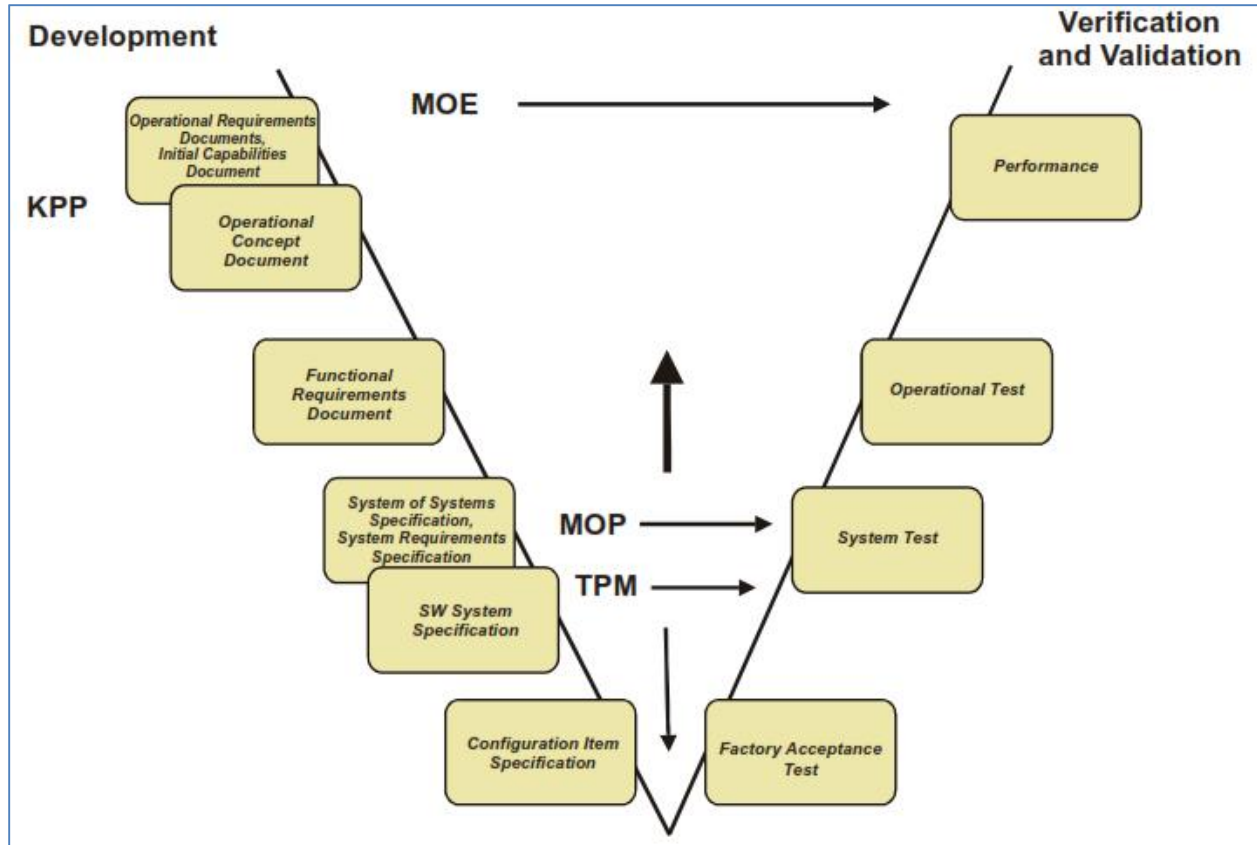 Development
Verification
and Validation
MOE
Operational Requirements
Documents,
Initial Capabilities
Document
Performance
KPP
Operational
Concept
Document
Functional
Requirements
Document
Operational Test
System of Systems
Specification,
System Requirements
Specification
MOP
System Test
TPM
SW System
Specification
Configuration Item
Specification
Factory Acceptance
Test